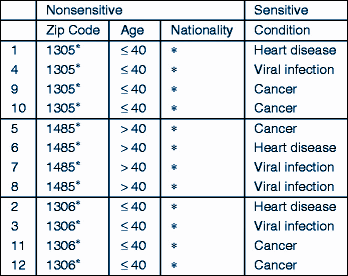 Nonsensitive Sensitive
Zip Code Age Nationality Condition
1 1305* ≤ 40 * Heart disease
4 1305* ≤ 40 * Viral infection
9 1305* ≤ 40 * Cancer
10 1305* ≤ 40 * Cancer
5 1485* > 40 * Cancer
6 1485* > 40 * Heart disease
7 1485* > 40 * Viral infection
8 1485* > 40 * Viral infection
2 1306* ≤ 40 * Heart disease
3 1306* ≤ 40 * Viral infection
11 1306* ≤ 40 * Cancer
12 1306* ≤ 40 * Cancer